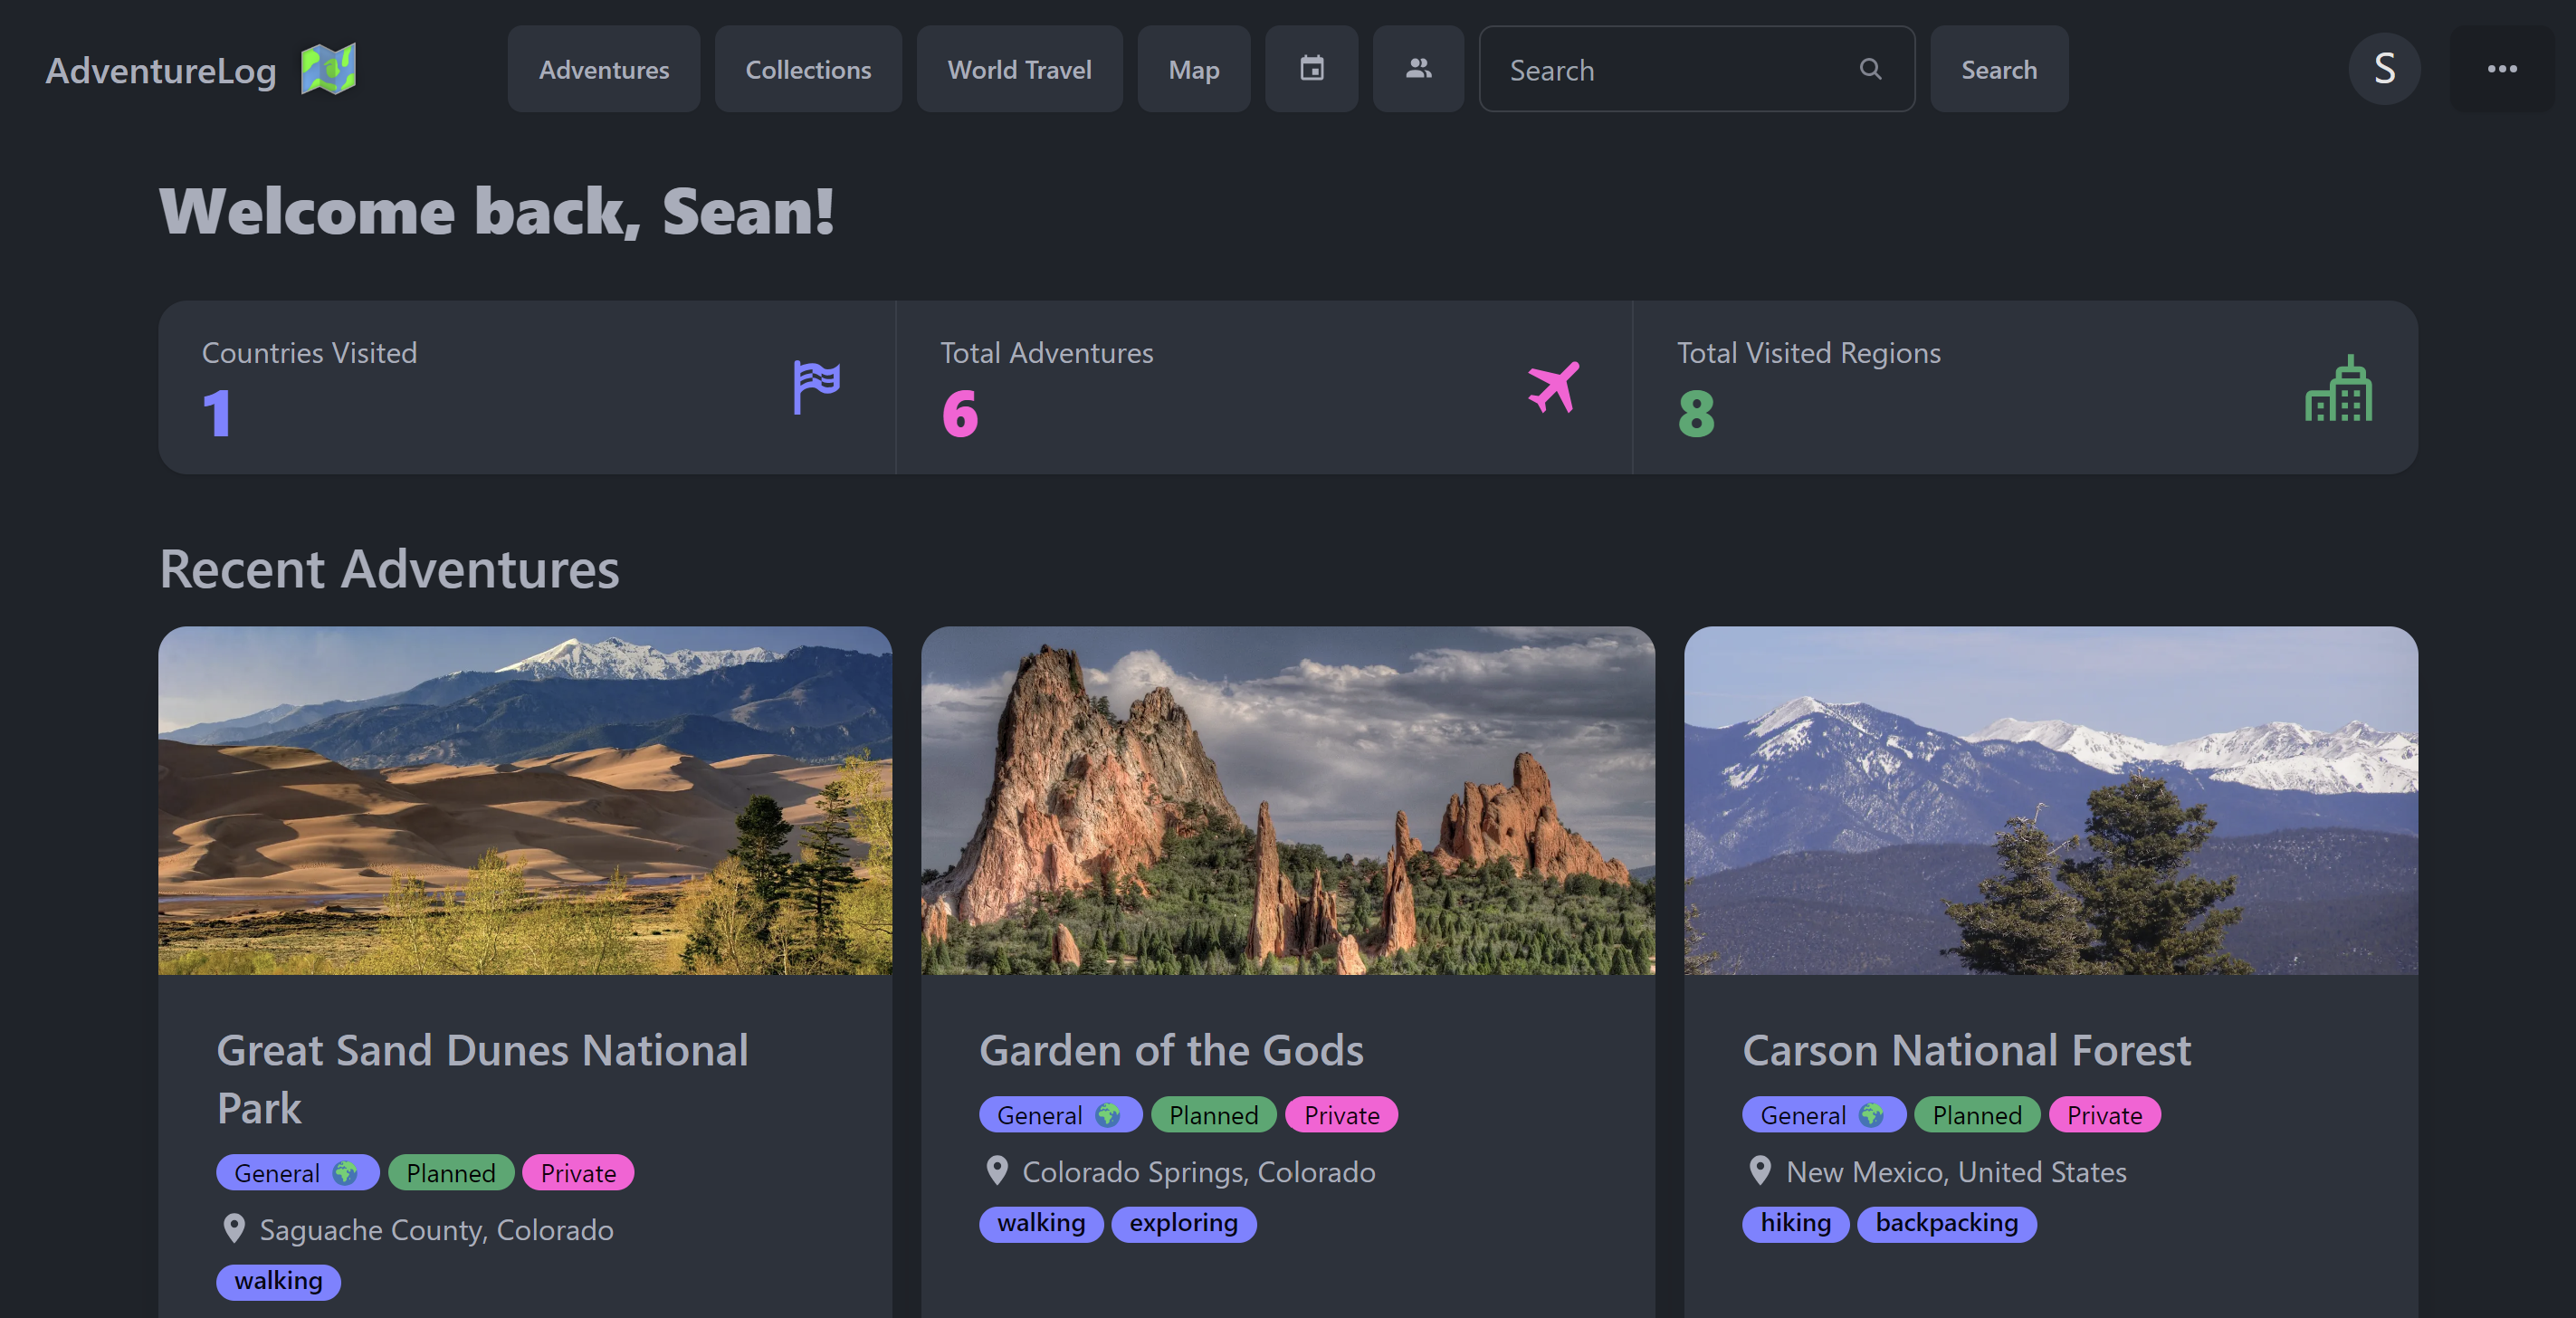 AdventureLog
Adventures
Collections
World Travel
Map
Search
Search
S
Welcome back, Sean!
Countries Visited
1
Total Adventures
6
Total Visited Regions
8
Recent Adventures
Great Sand Dunes National
Park
General
Planned
Private
Saguache County, Colorado
walking
Garden of the Gods
General
Planned
Private
Colorado Springs, Colorado
walking
exploring
Carson National Forest
General
Planned
Private
New Mexico, United States
hiking
backpacking